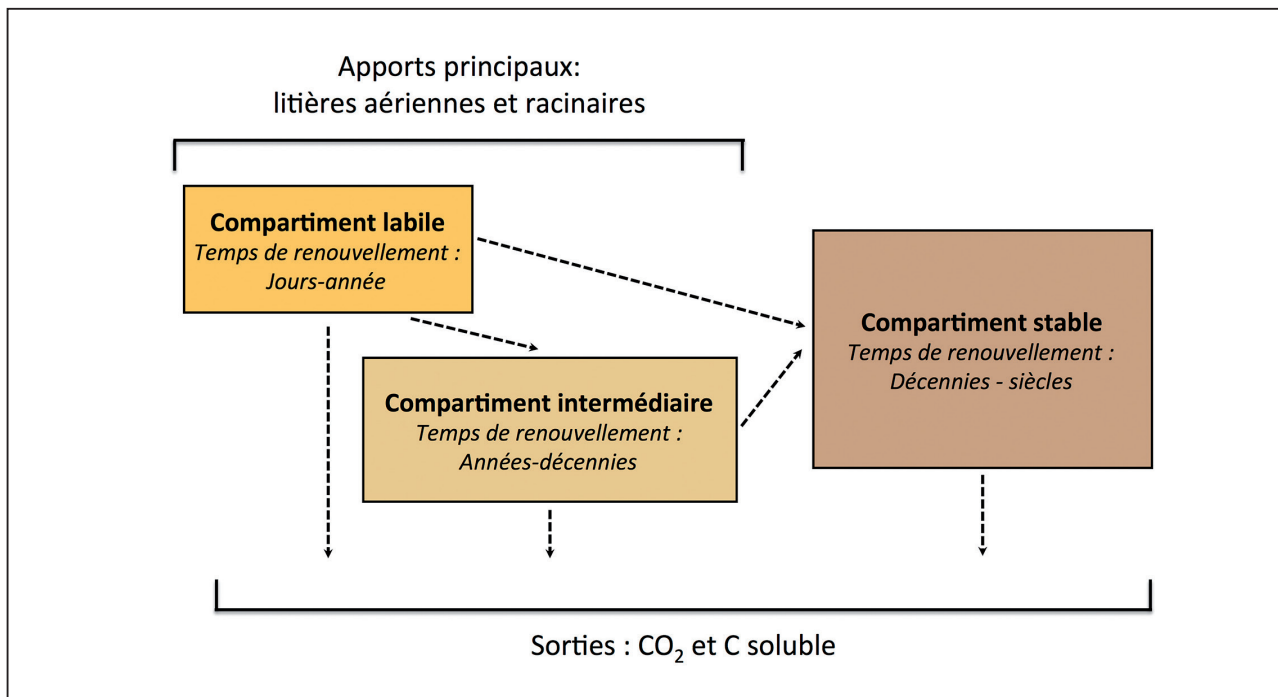 Apports principaux:
litières aériennes et racinaires
Compartiment labile
Temps de renouvellement :
Jours-année
Compartiment intermédiaire
Temps de renouvellement :
Années-décennies
Compartiment stable
Temps de renouvellement :
Décennies - siècles
Sorties : CO₂ et C soluble